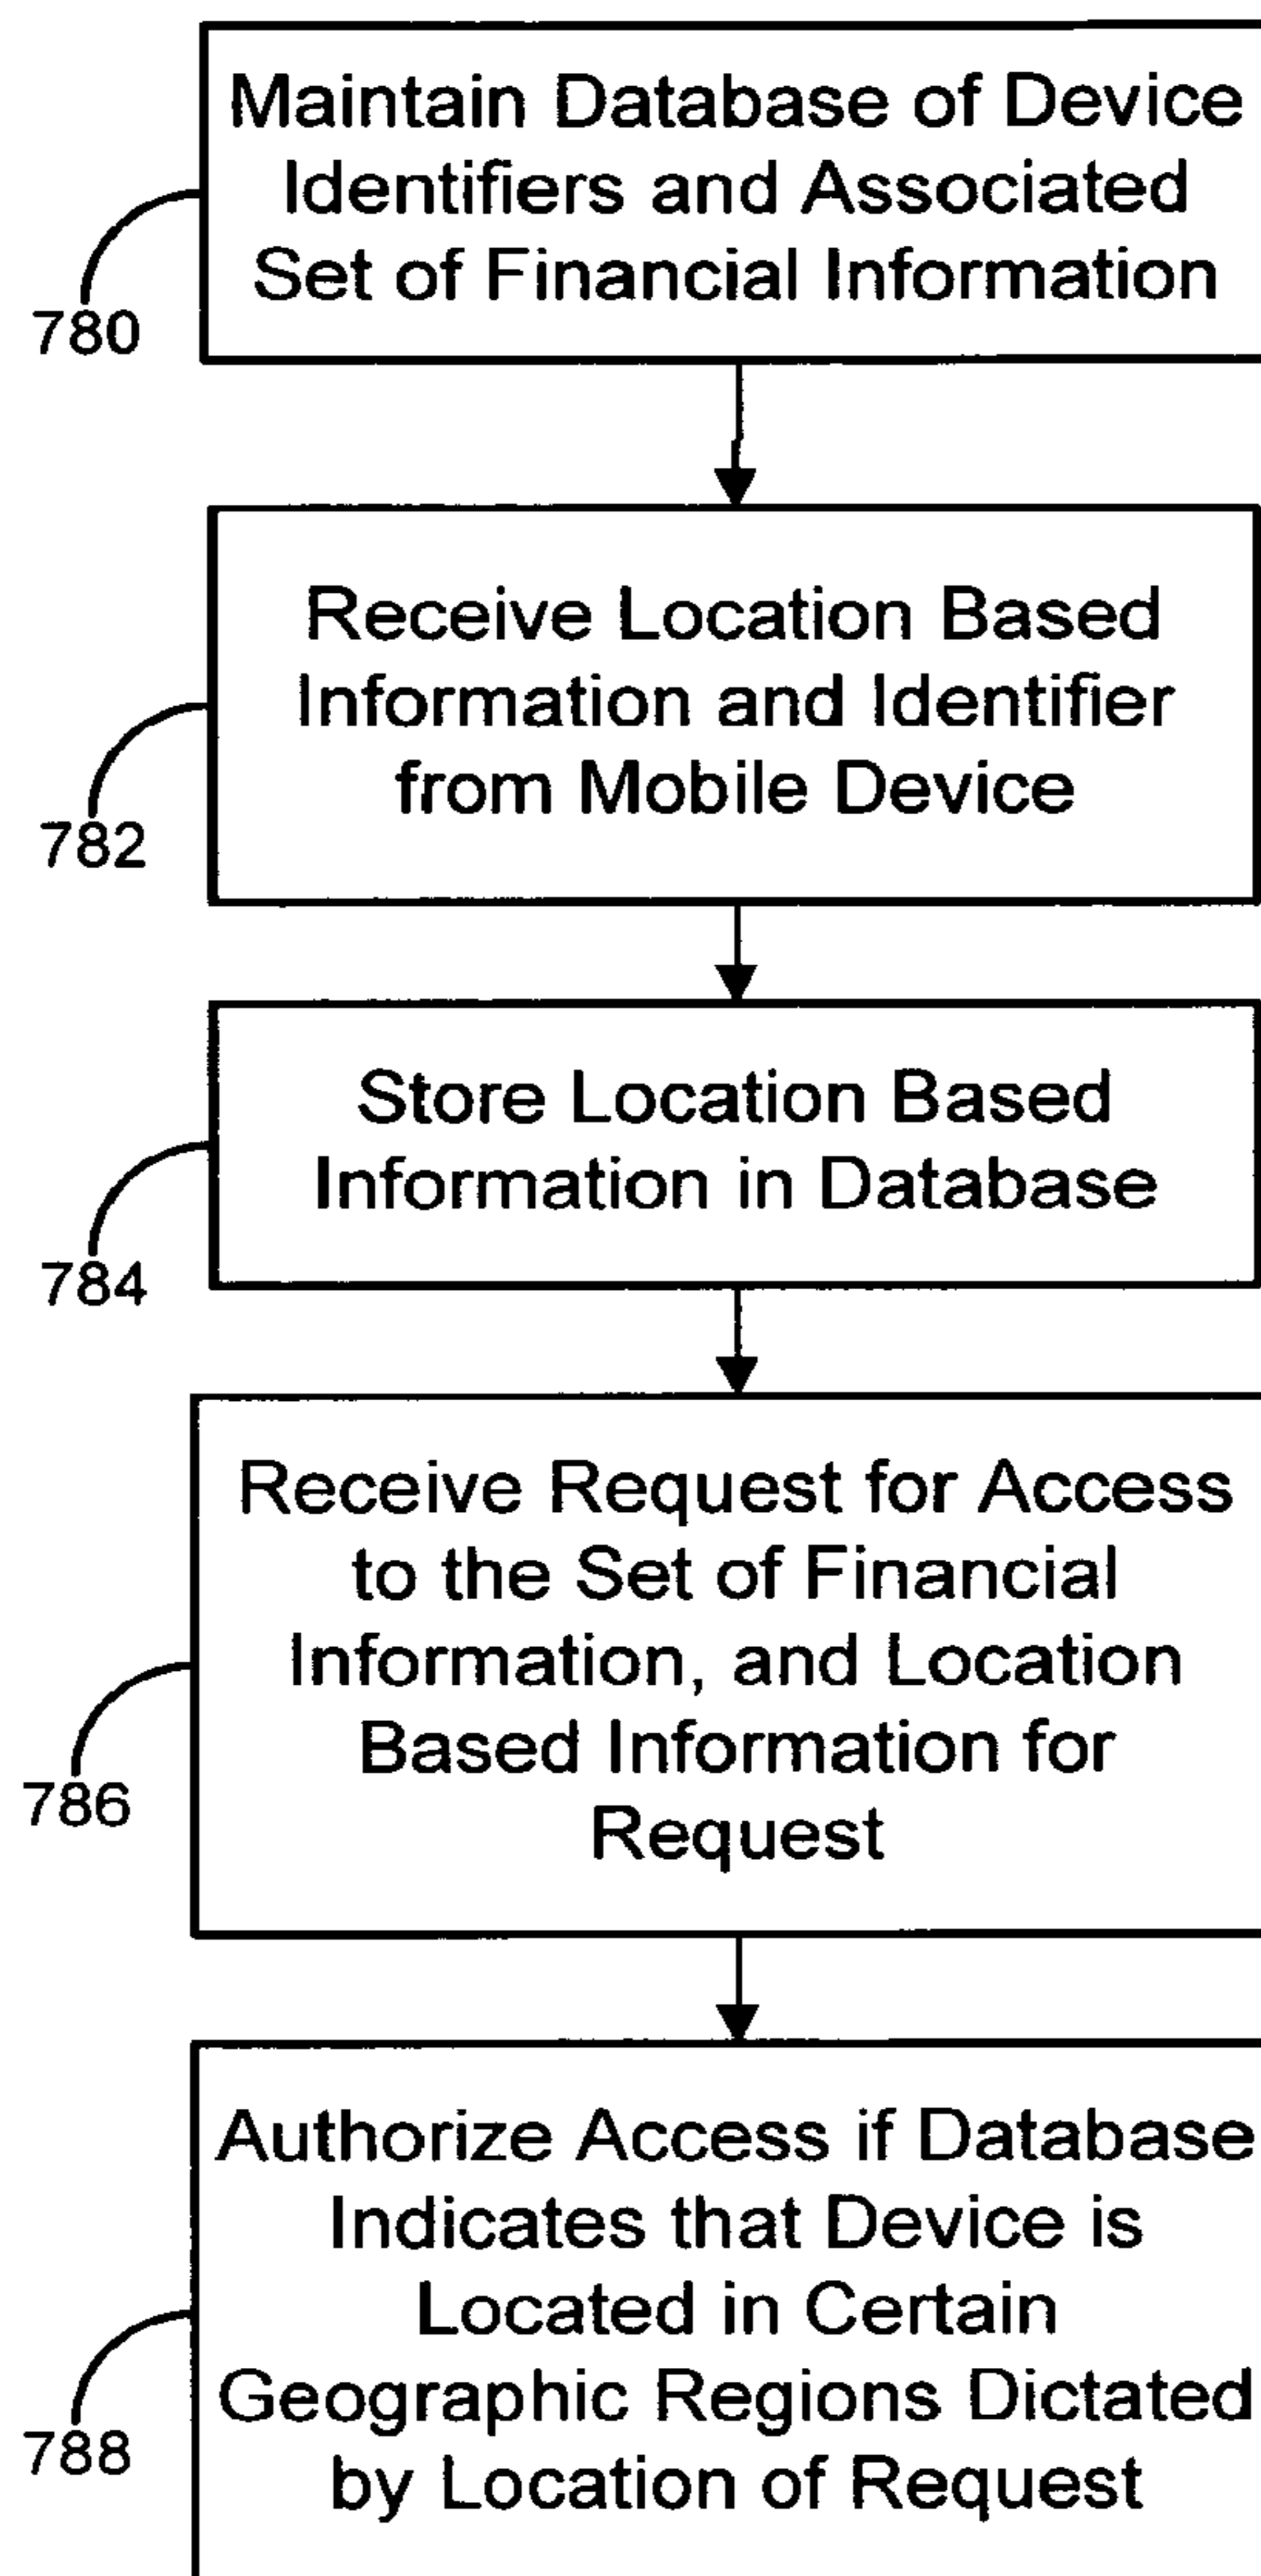 Maintain Database of Device
Identifiers and Associated
Set of Financial Information
780
Receive Location Based
Information and Identifier
from Mobile Device
782
Store Location Based
Information in Database
784
Receive Request for Access
to the Set of Financial
Information, and Location
Based Information for
Request
786
Authorize Access if Database
Indicates that Device is
Located in Certain
Geographic Regions Dictated
by Location of Request
788